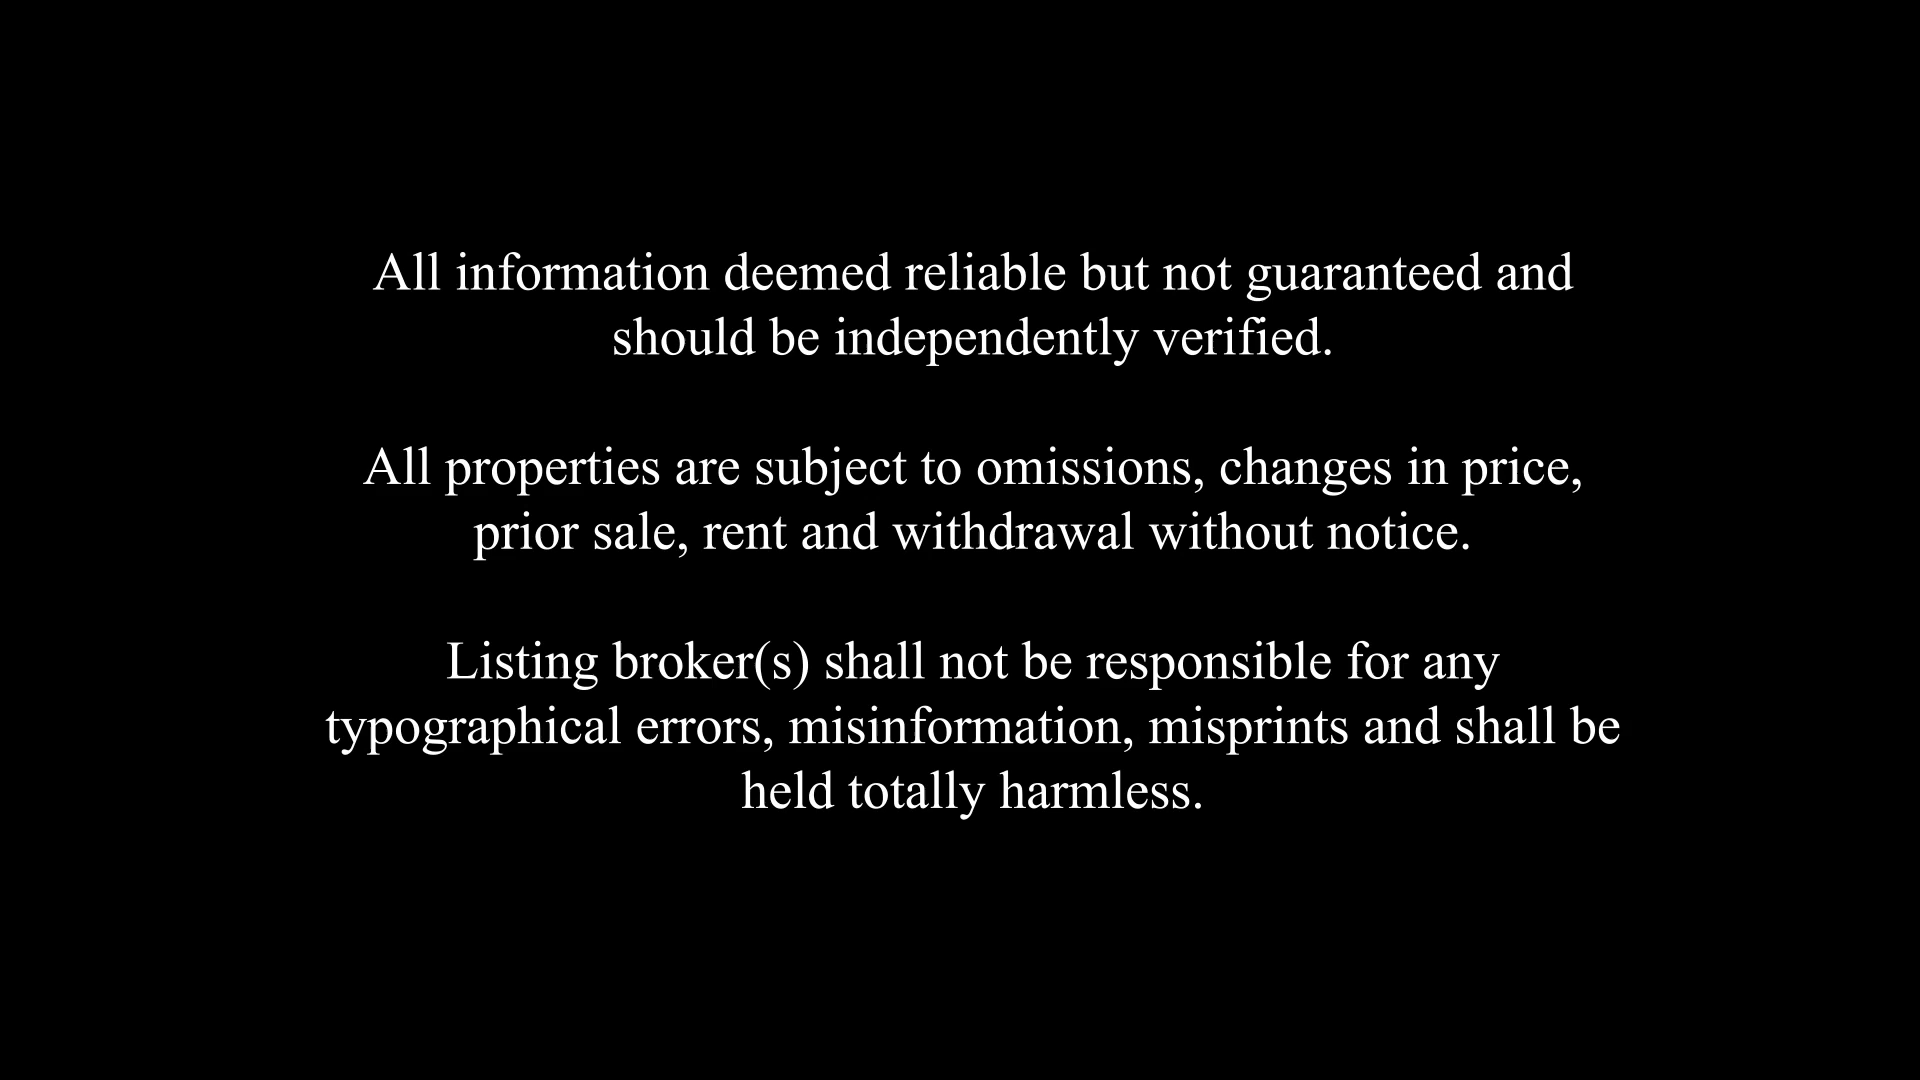 All information deemed reliable but not guaranteed and
should be independently verified.
All properties are subject to omissions, changes in price,
prior sale, rent and withdrawal without notice.
Listing broker(s) shall not be responsible for any
typographical errors, misinformation, misprints and shall be
held totally harmless.